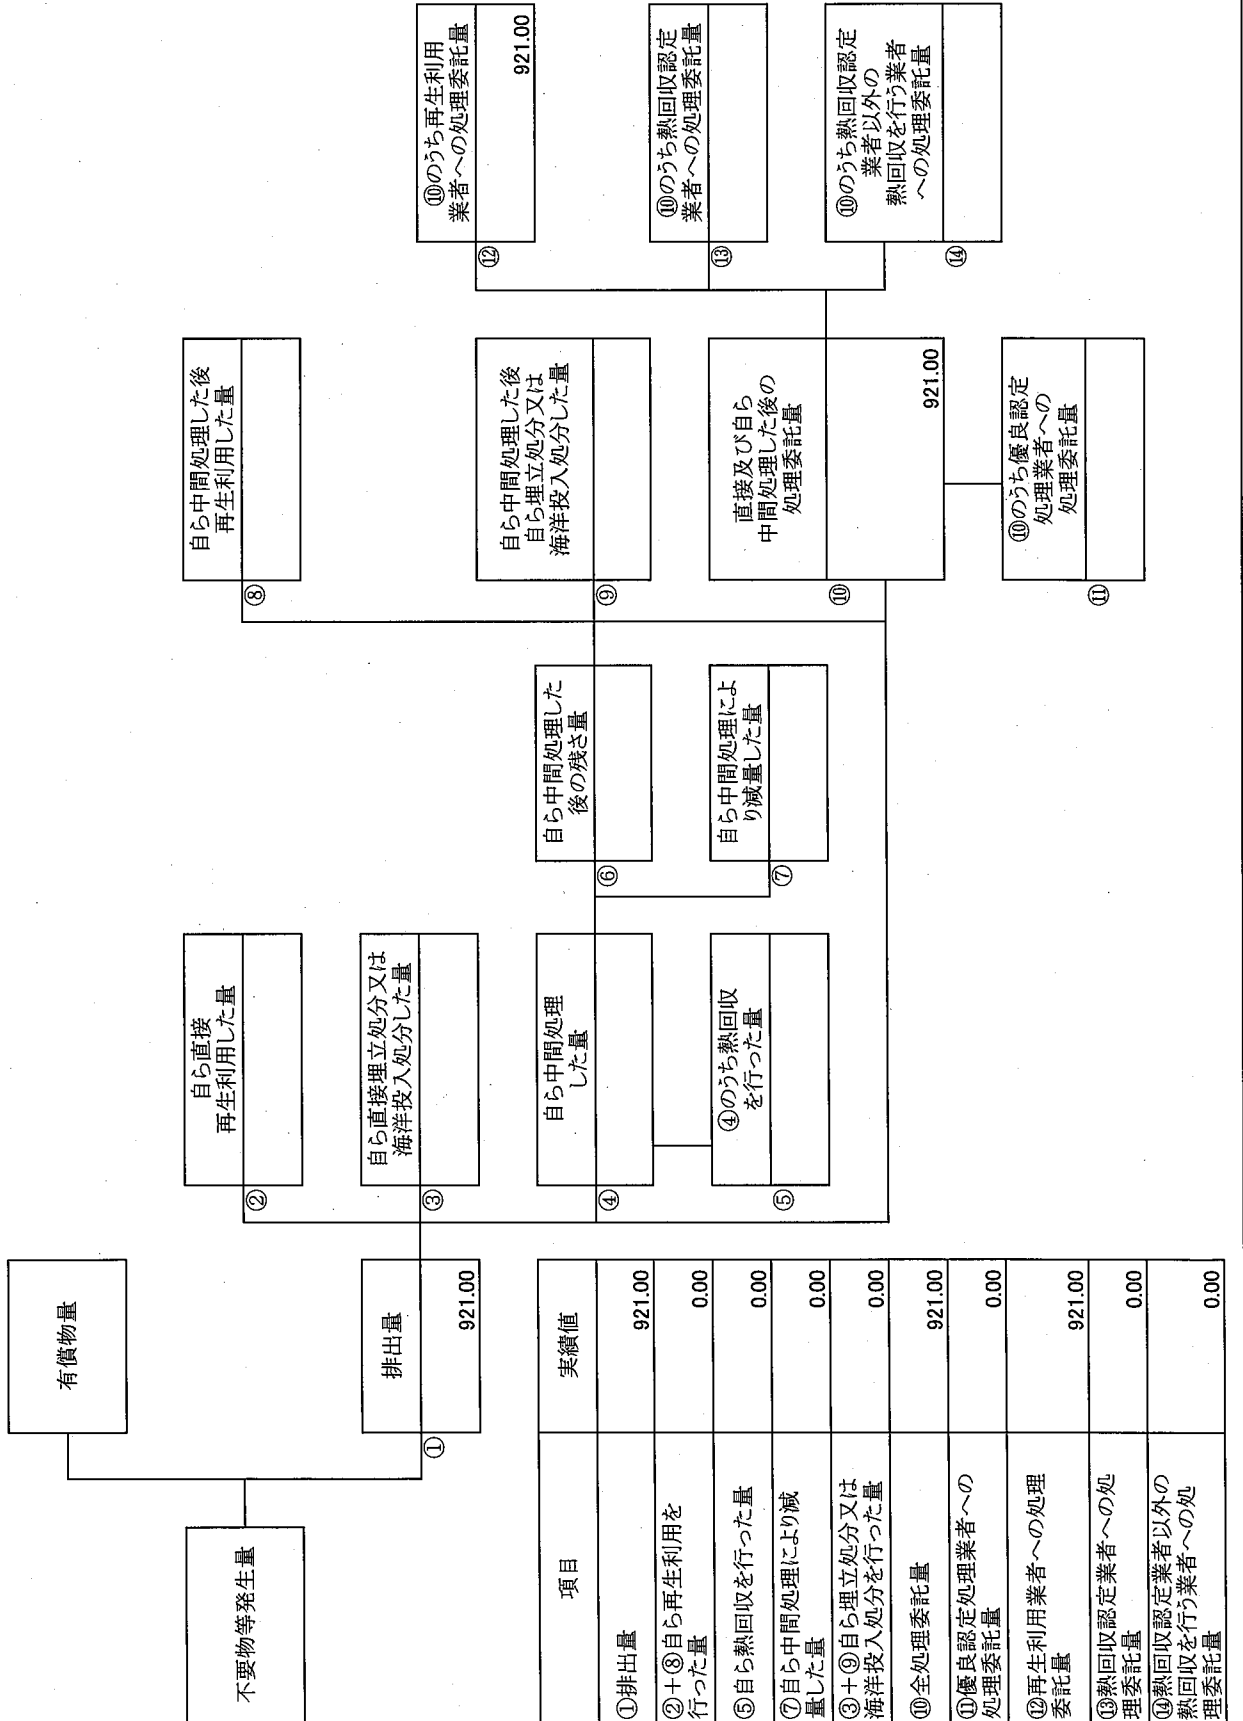 不要物等発生量
有償物量
排出量
①
921.00
自ら直接
再生利用した量
②
自ら直接埋立処分又は
海洋投入処分した量
③
自ら中間処理
した量
④
④のうち熱回収
を行った量
⑤
自ら中間処理した
後の残さ量
⑥
自ら中間処理によ
り減量した量
⑦
自ら中間処理した後
再生利用した量
⑧
自ら中間処理した後
自ら埋立処分又は
海洋投入処分した量
⑨
直接及び自ら
中間処理した後の
処理委託量
⑩
921.00
⑩のうち優良認定
処理業者への
処理委託量
⑪
⑩のうち再生利用
業者への処理委託量
⑫
921.00
⑩のうち熱回収認定
業者への処理委託量
⑬
⑩のうち熱回収認定
業者以外の
熱回収を行う業者
への処理委託量
⑭
項目 実績値
①排出量 921.00
②+⑧自ら再生利用を
行った量 0.00
⑤自ら熱回収を行った量 0.00
⑦自ら中間処理により減
量した量 0.00
③+⑨自ら埋立処分又は
海洋投入処分を行った量 0.00
⑩全処理委託量 921.00
⑪優良認定処理業者への
処理委託量 0.00
⑫再生利用業者への処理
委託量 921.00
⑬熱回収認定業者への処
理委託量 0.00
⑭熱回収認定業者以外の
熱回収を行う業者への処
理委託量 0.00